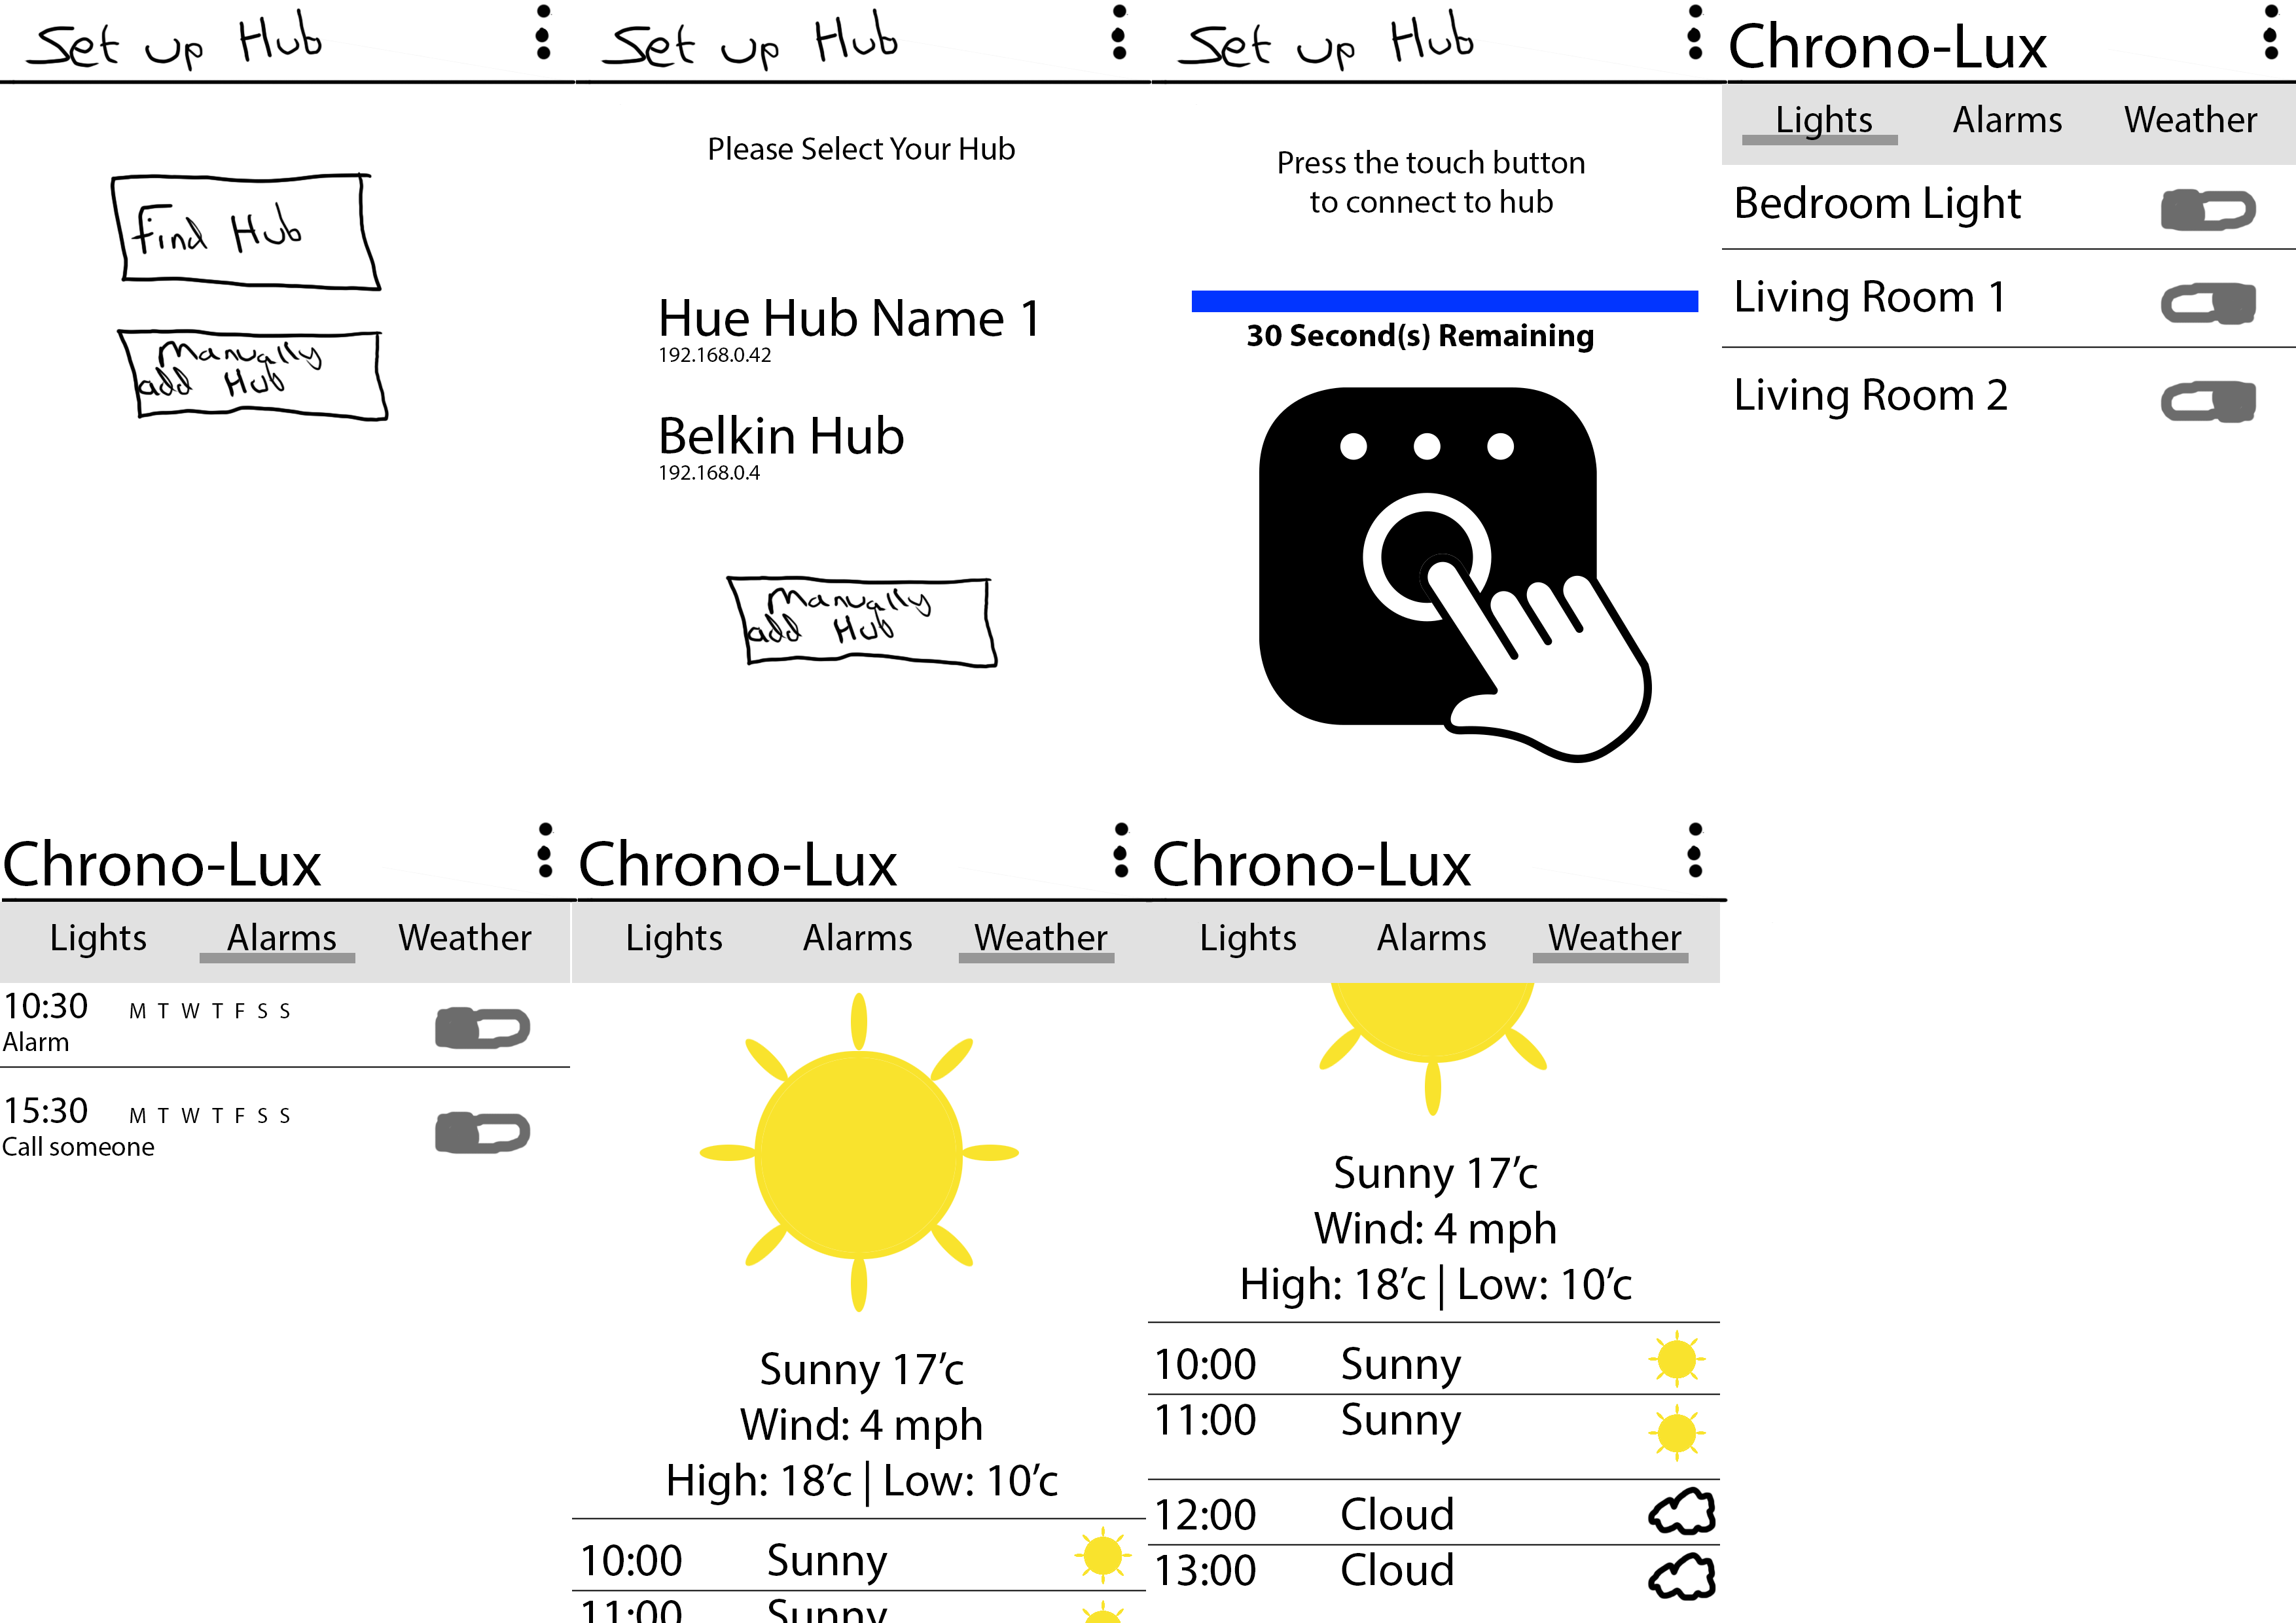 Set up Hub
Find Hub
Manually
add Hub
Set up Hub
Please Select Your Hub
Hue Hub Name 1
192.168.0.42
Belkin Hub
192.168.0.4
Manually
add Hub
Set up Hub
Press the touch button
to connect to hub
30 Second(s) Remaining
Chrono-Lux
Lights Alarms Weather
Bedroom Light
Living Room 1
Living Room 2
Chrono-Lux
Lights Alarms Weather
10:30 M T W T F S S
Alarm
15:30 M T W T F S S
Call someone
Chrono-Lux
Lights Alarms Weather
Sunny 17'c
Wind: 4 mph
High: 18'c | Low: 10'c
10:00 Sunny
11:00 Sunny
Chrono-Lux
Lights Alarms Weather
Sunny 17'c
Wind: 4 mph
High: 18'c | Low: 10'c
10:00 Sunny
11:00 Sunny
12:00 Cloud
13:00 Cloud